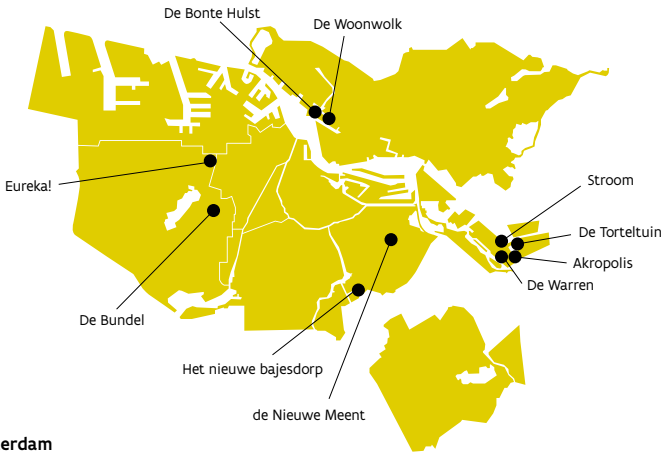 De Bonte Hulst
De Woonwolk
Eureka!
Stroom
De Torteltuin
Akropolis
De Warren
De Bundel
Het nieuwe bajesdorp
de Nieuwe Meent
erdam